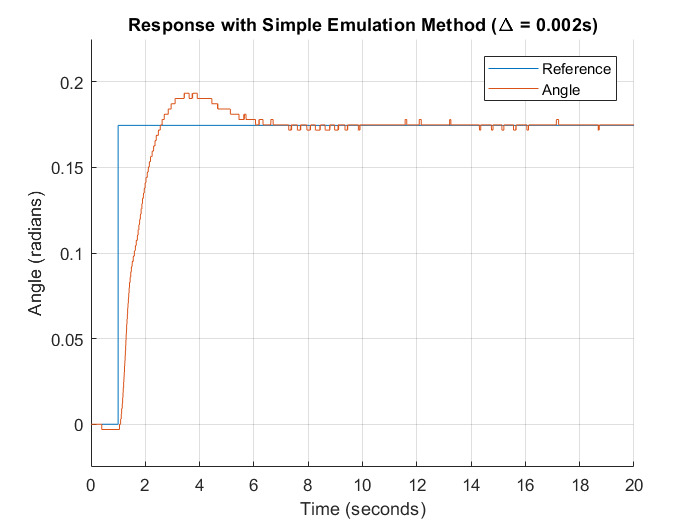 Response with Simple Emulation Method (Δ = 0.002s)
Reference
Angle
0.2
0.15
0.1
0.05
0
Angle (radians)
0 2 4 6 8 10 12 14 16 18 20
Time (seconds)